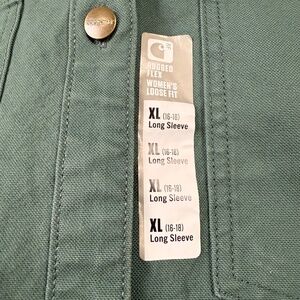 RUGGED
FLEX
WOMEN'S
LOOSE FIT
XL (16-18)
Long Sleeve
XL (16-18)
Long Sleeve
XL (16-18)
Long Sleeve
XL (16-18)
Long Sleeve